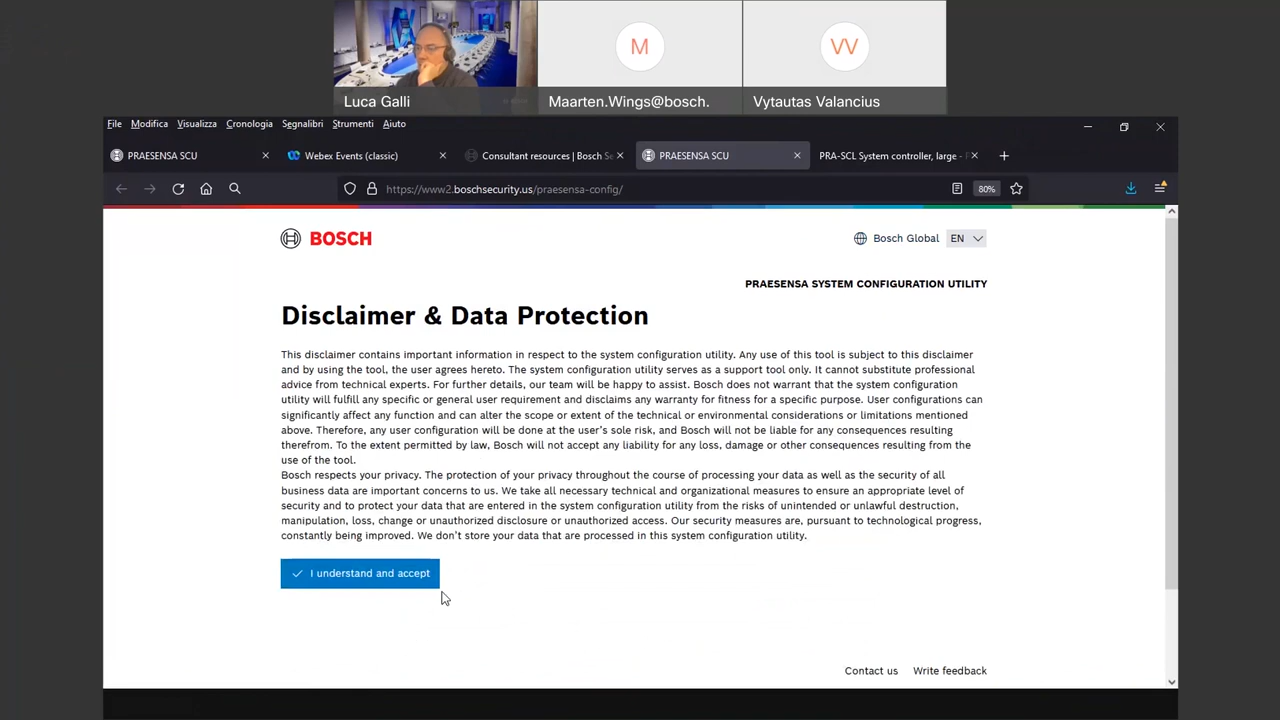 M
VV
Luca Galli
Maarten.Wings@bosch.
Vytautas Valancius
File Modifica Visualizza Cronologia Segnalibri Strumenti Aiuto
PRAESENSA SCU
Webex Events (classic)
Consultant resources | Bosch Se
PRAESENSA SCU
PRA-SCL System controller, large -
https://www2.boschsecurity.us/praesensa-config/
80%
BOSCH
Bosch Global
EN
PRAESENSA SYSTEM CONFIGURATION UTILITY
Disclaimer & Data Protection
This disclaimer contains important information in respect to the system configuration utility. Any use of this tool is subject to this disclaimer
and by using the tool, the user agrees hereto. The system configuration utility serves as a support tool only. It cannot substitute professional
advice from technical experts. For further details, our team will be happy to assist. Bosch does not warrant that the system configuration
utility will fulfill any specific or general user requirement and disclaims any warranty for fitness for a specific purpose. User configurations can
significantly affect any function and can alter the scope or extent of the technical or environmental considerations or limitations mentioned
above. Therefore, any user configuration will be done at the user's sole risk, and Bosch will not be liable for any consequences resulting
therefrom. To the extent permitted by law, Bosch will not accept any liability for any loss, damage or other consequences resulting from the
use of the tool.
Bosch respects your privacy. The protection of your privacy throughout the course of processing your data as well as the security of all
business data are important concerns to us. We take all necessary technical and organizational measures to ensure an appropriate level of
security and to protect your data that are entered in the system configuration utility from the risks of unintended or unlawful destruction,
manipulation, loss, change or unauthorized disclosure or unauthorized access. Our security measures are, pursuant to technological progress,
constantly being improved. We don't store your data that are processed in this system configuration utility.
I understand and accept
Contact us Write feedback